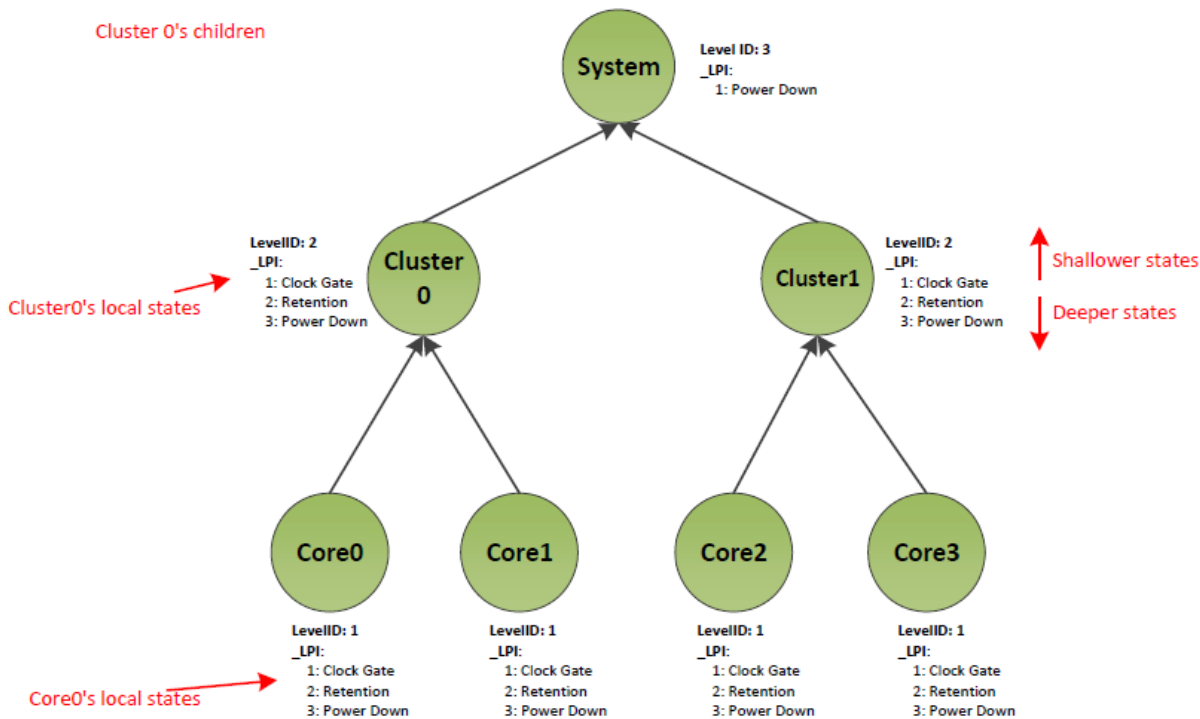 Cluster 0's children
System
Level ID: 3
_LPI:
1: Power Down
LevelID: 2
_LPI:
1: Clock Gate
2: Retention
3: Power Down
Cluster0's local states
Cluster
0
Cluster1
LevelID: 2
_LPI:
1: Clock Gate
2: Retention
3: Power Down
Shallower states
Deeper states
Core0
Core1
Core2
Core3
LevelID: 1
_LPI:
1: Clock Gate
2: Retention
3: Power Down
Core0's local states
LevelID: 1
_LPI:
1: Clock Gate
2: Retention
3: Power Down
LevelID: 1
_LPI:
1: Clock Gate
2: Retention
3: Power Down
LevelID: 1
_LPI:
1: Clock Gate
2: Retention
3: Power Down